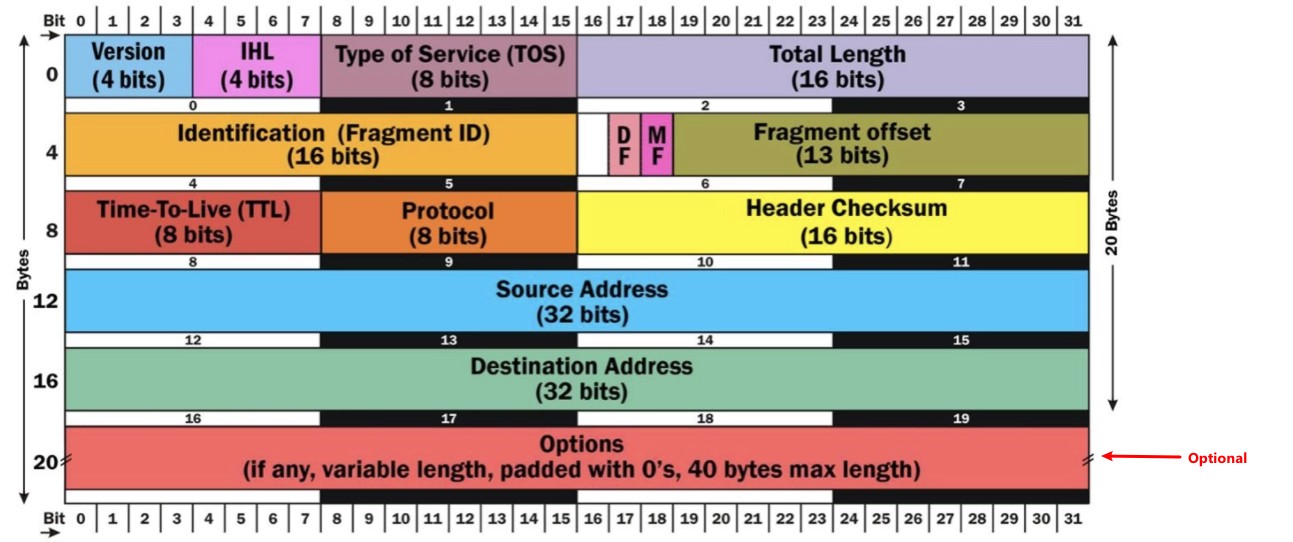 Bit 0 1 2 3 4 5 6 7 8 9 10 11 12 13 14 15 16 17 18 19 20 21 22 23 24 25 26 27 28 29 30 31
Version IHL Type of Service (TOS) Total Length
0 (4 bits) (4 bits) (8 bits) (16 bits)
0 1 2 3
Identification (Fragment ID) D M Fragment offset
4 (16 bits) F F (13 bits)
4 5 6 7
Time-To-Live (TTL) Protocol Header Checksum
8 (8 bits) (8 bits) (16 bits)
8 9 10 11
Bytes
20 Bytes
Source Address
12 (32 bits)
12 13 14 15
Destination Address
16 (32 bits)
16 17 18 19
Options
20 (if any, variable length, padded with 0's, 40 bytes max length)
Optional
Bit 0 1 2 3 4 5 6 7 8 9 10 11 12 13 14 15 16 17 18 19 20 21 22 23 24 25 26 27 28 29 30 31